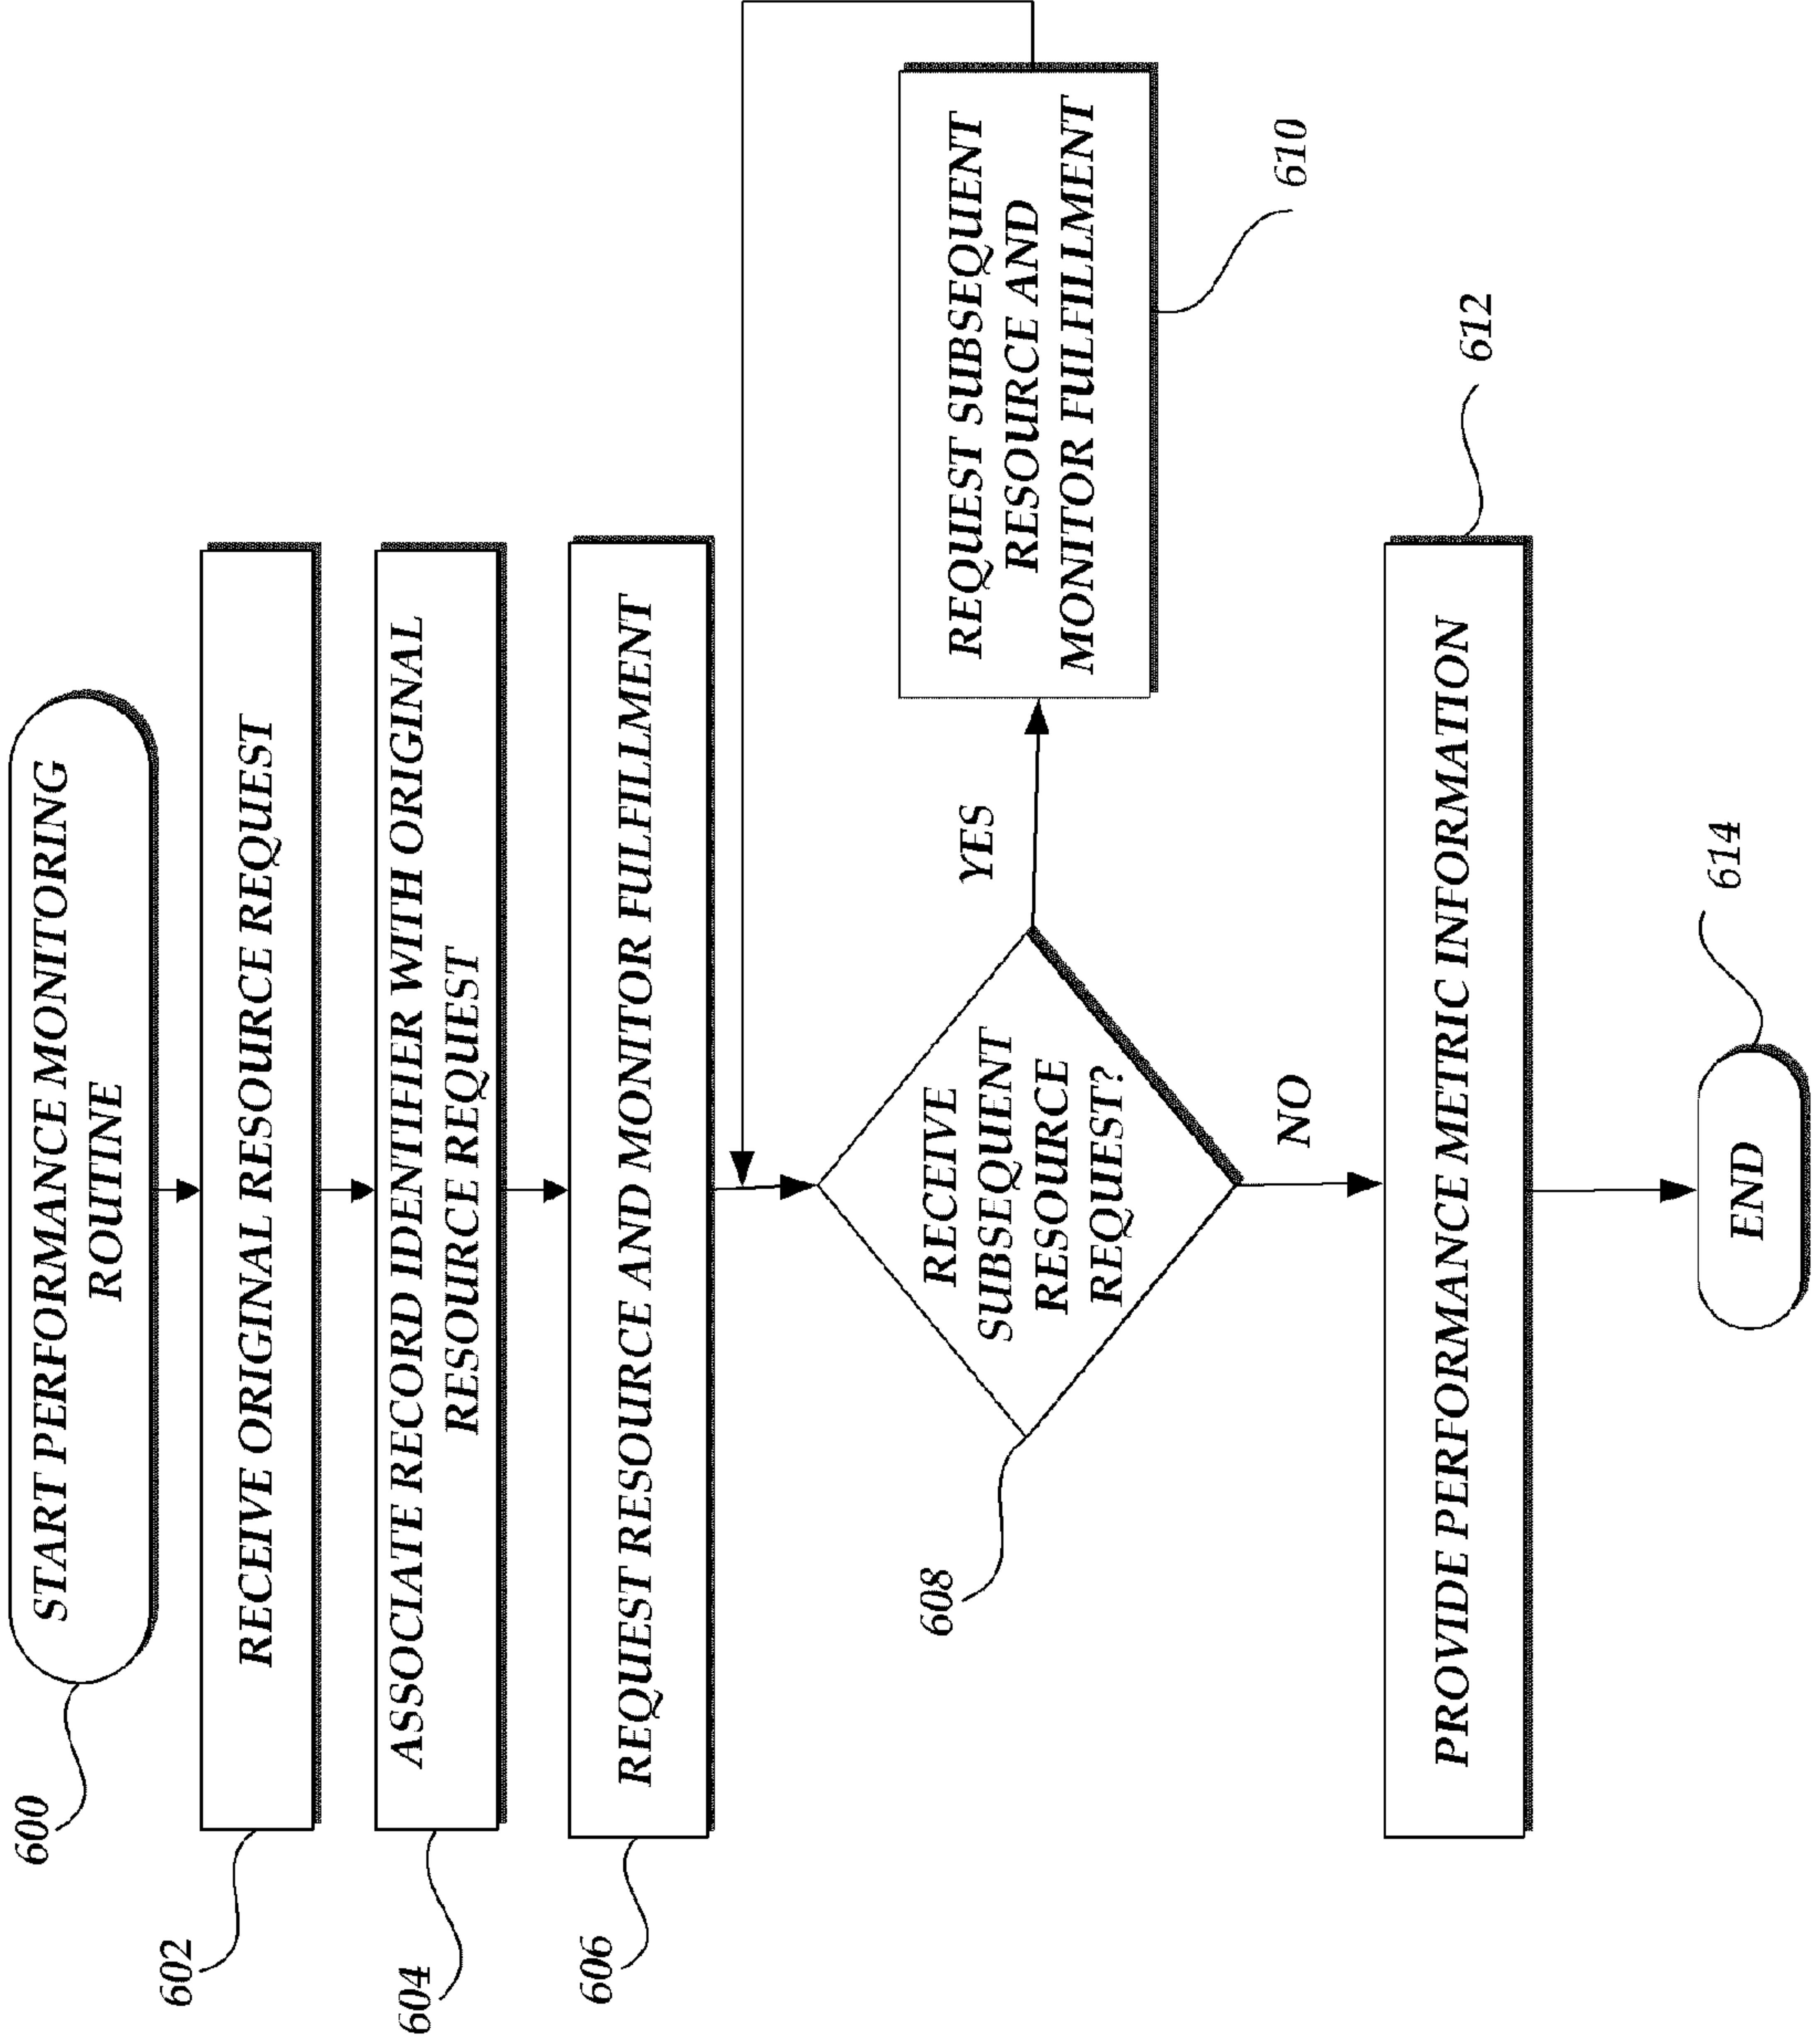 600
START PERFORMANCE MONITORING
ROUTINE
602
RECEIVE ORIGINAL RESOURCE REQUEST
604
ASSOCIATE RECORD IDENTIFIER WITH ORIGINAL
RESOURCE REQUEST
606
REQUEST RESOURCE AND MONITOR FULFILLMENT
608
RECEIVE
SUBSEQUENT
RESOURCE
REQUEST?
YES
REQUEST SUBSEQUIENT
RESOURCE AND
MONITOR FULFILLMENT
610
NO
PROVIDE PERFORMANCE METRIC INFORMATION
612
END
614